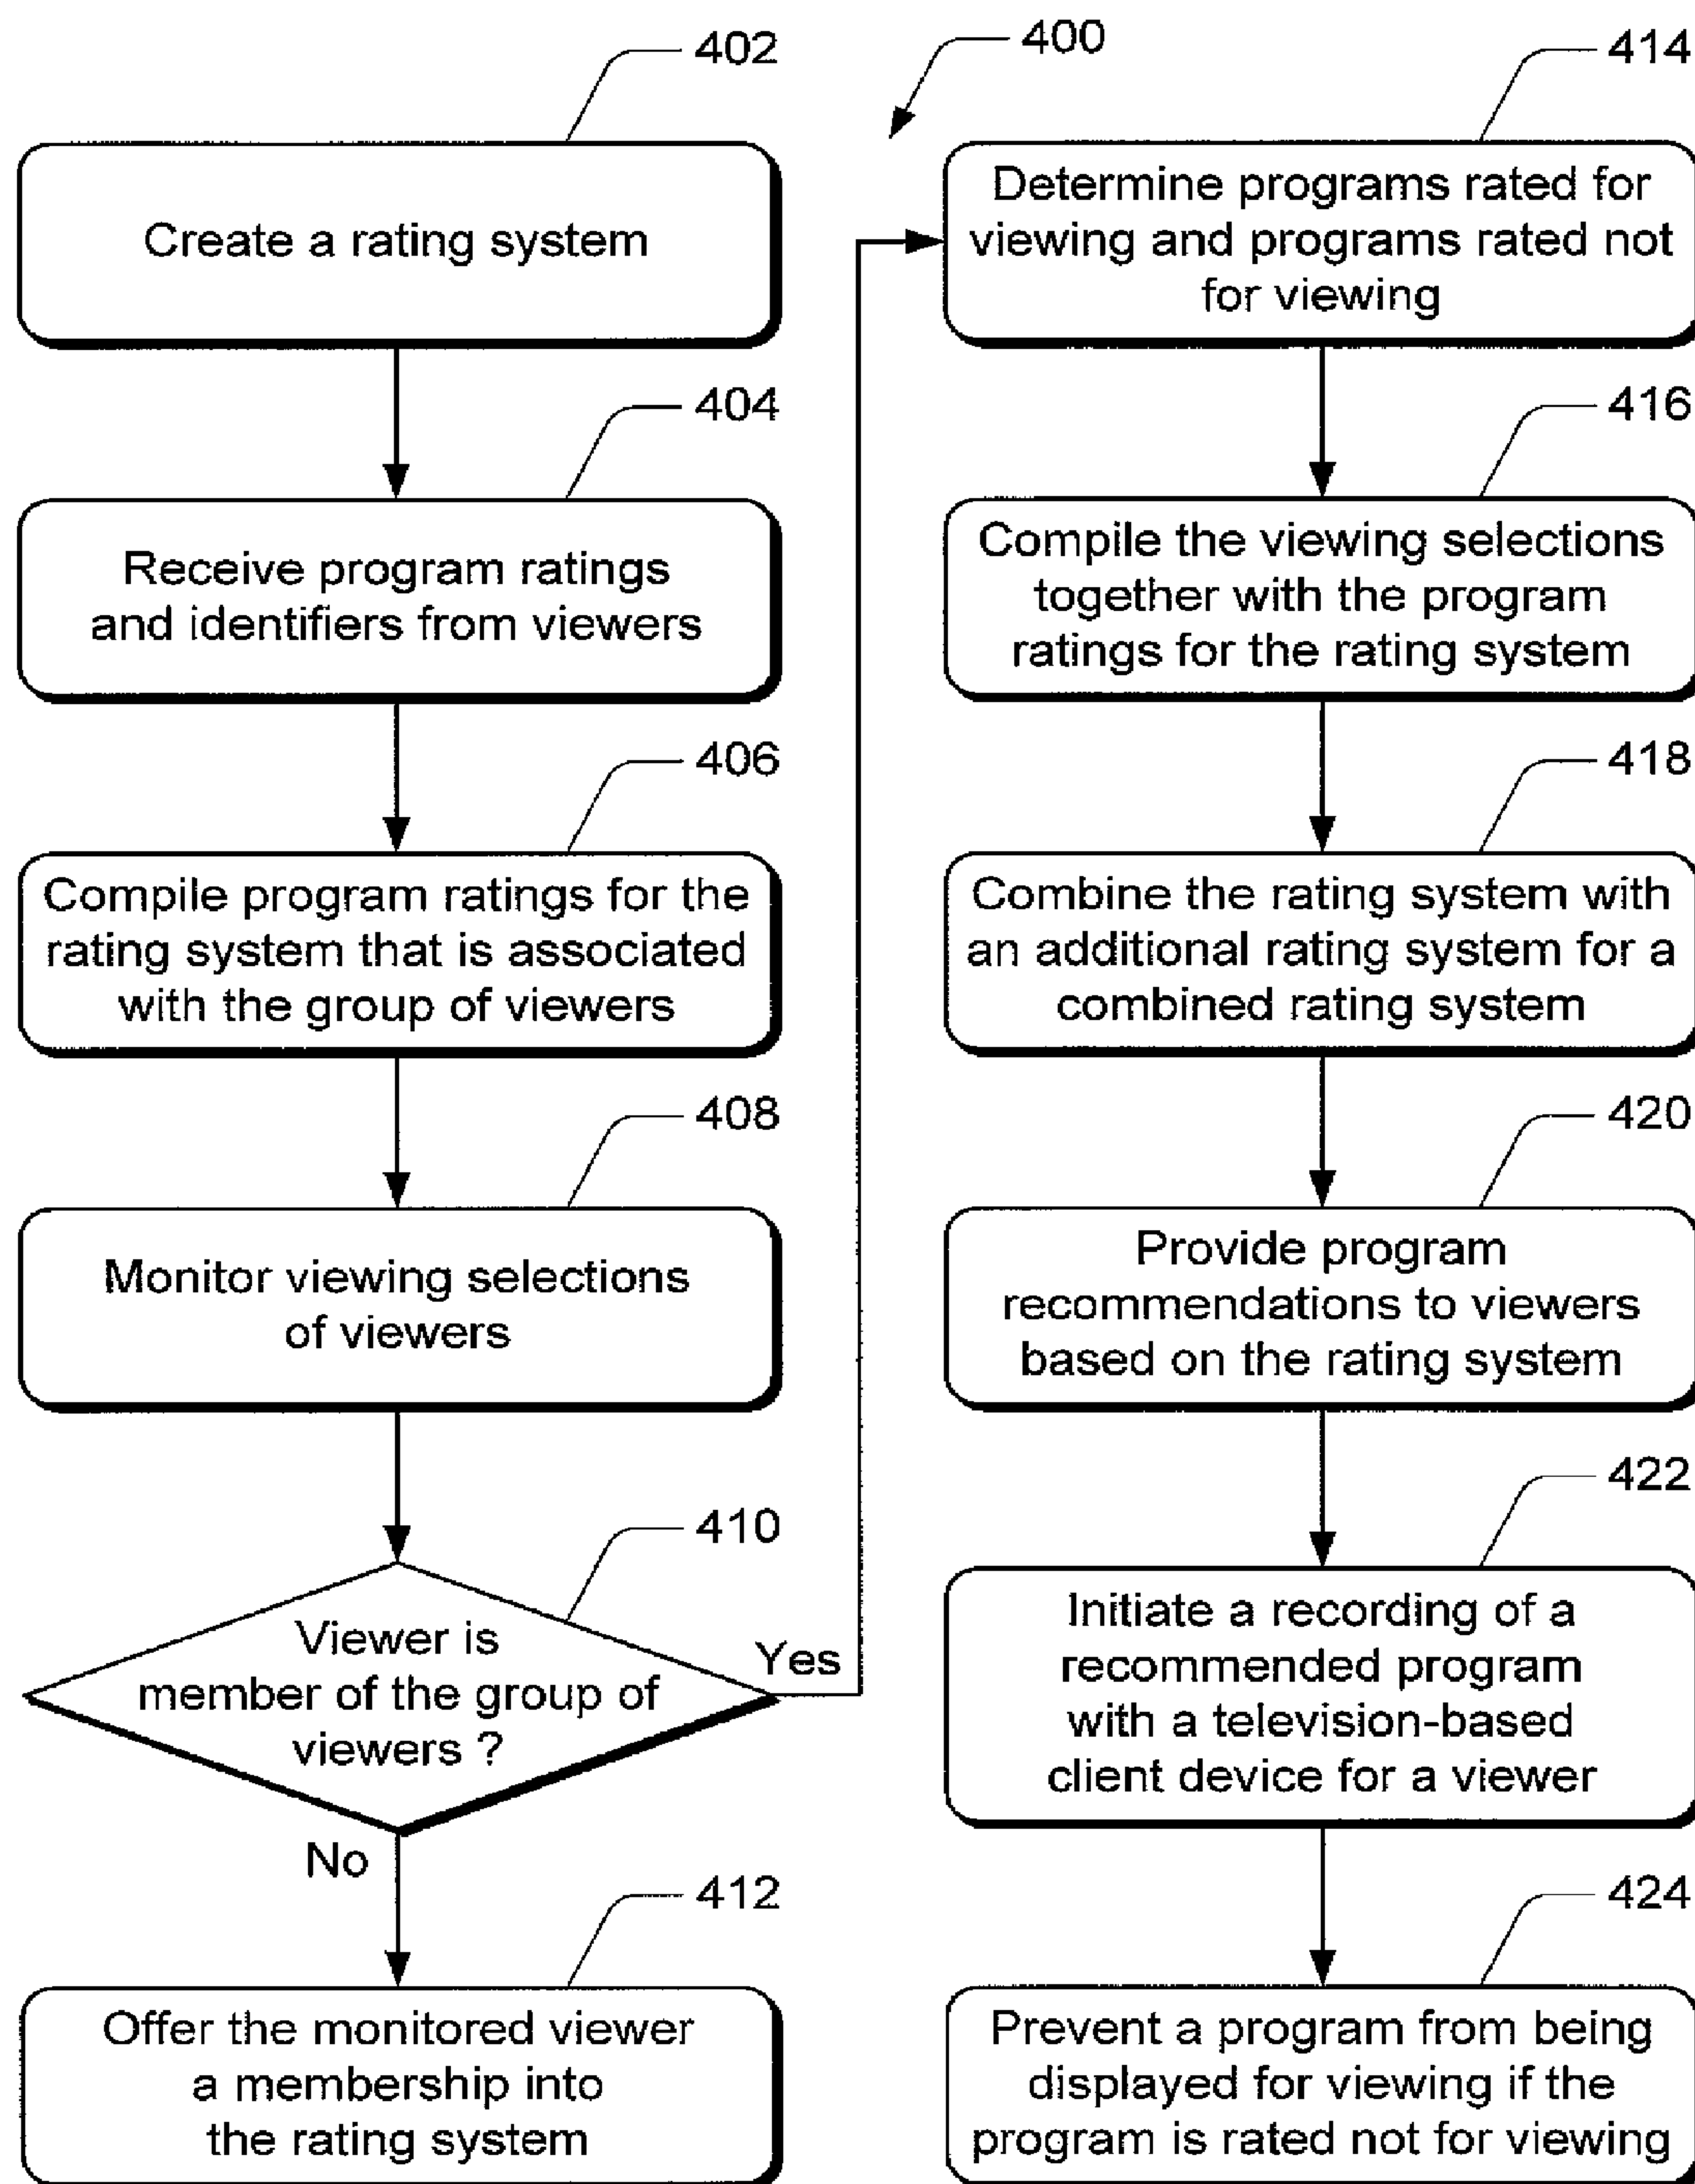 400
402
Create a rating system
404
Receive program ratings
and identifiers from viewers
406
Compile program ratings for the
rating system that is associated
with the group of viewers
408
Monitor viewing selections
of viewers
410
Viewer is
member of the group of
viewers ?
Yes
No
412
Offer the monitored viewer
a membership into
the rating system
414
Determine programs rated for
viewing and programs rated not
for viewing
416
Compile the viewing selections
together with the program
ratings for the rating system
418
Combine the rating system with
an additional rating system for a
combined rating system
420
Provide program
recommendations to viewers
based on the rating system
422
Initiate a recording of a
recommended program
with a television-based
client device for a viewer
424
Prevent a program from being
displayed for viewing if the
program is rated not for viewing